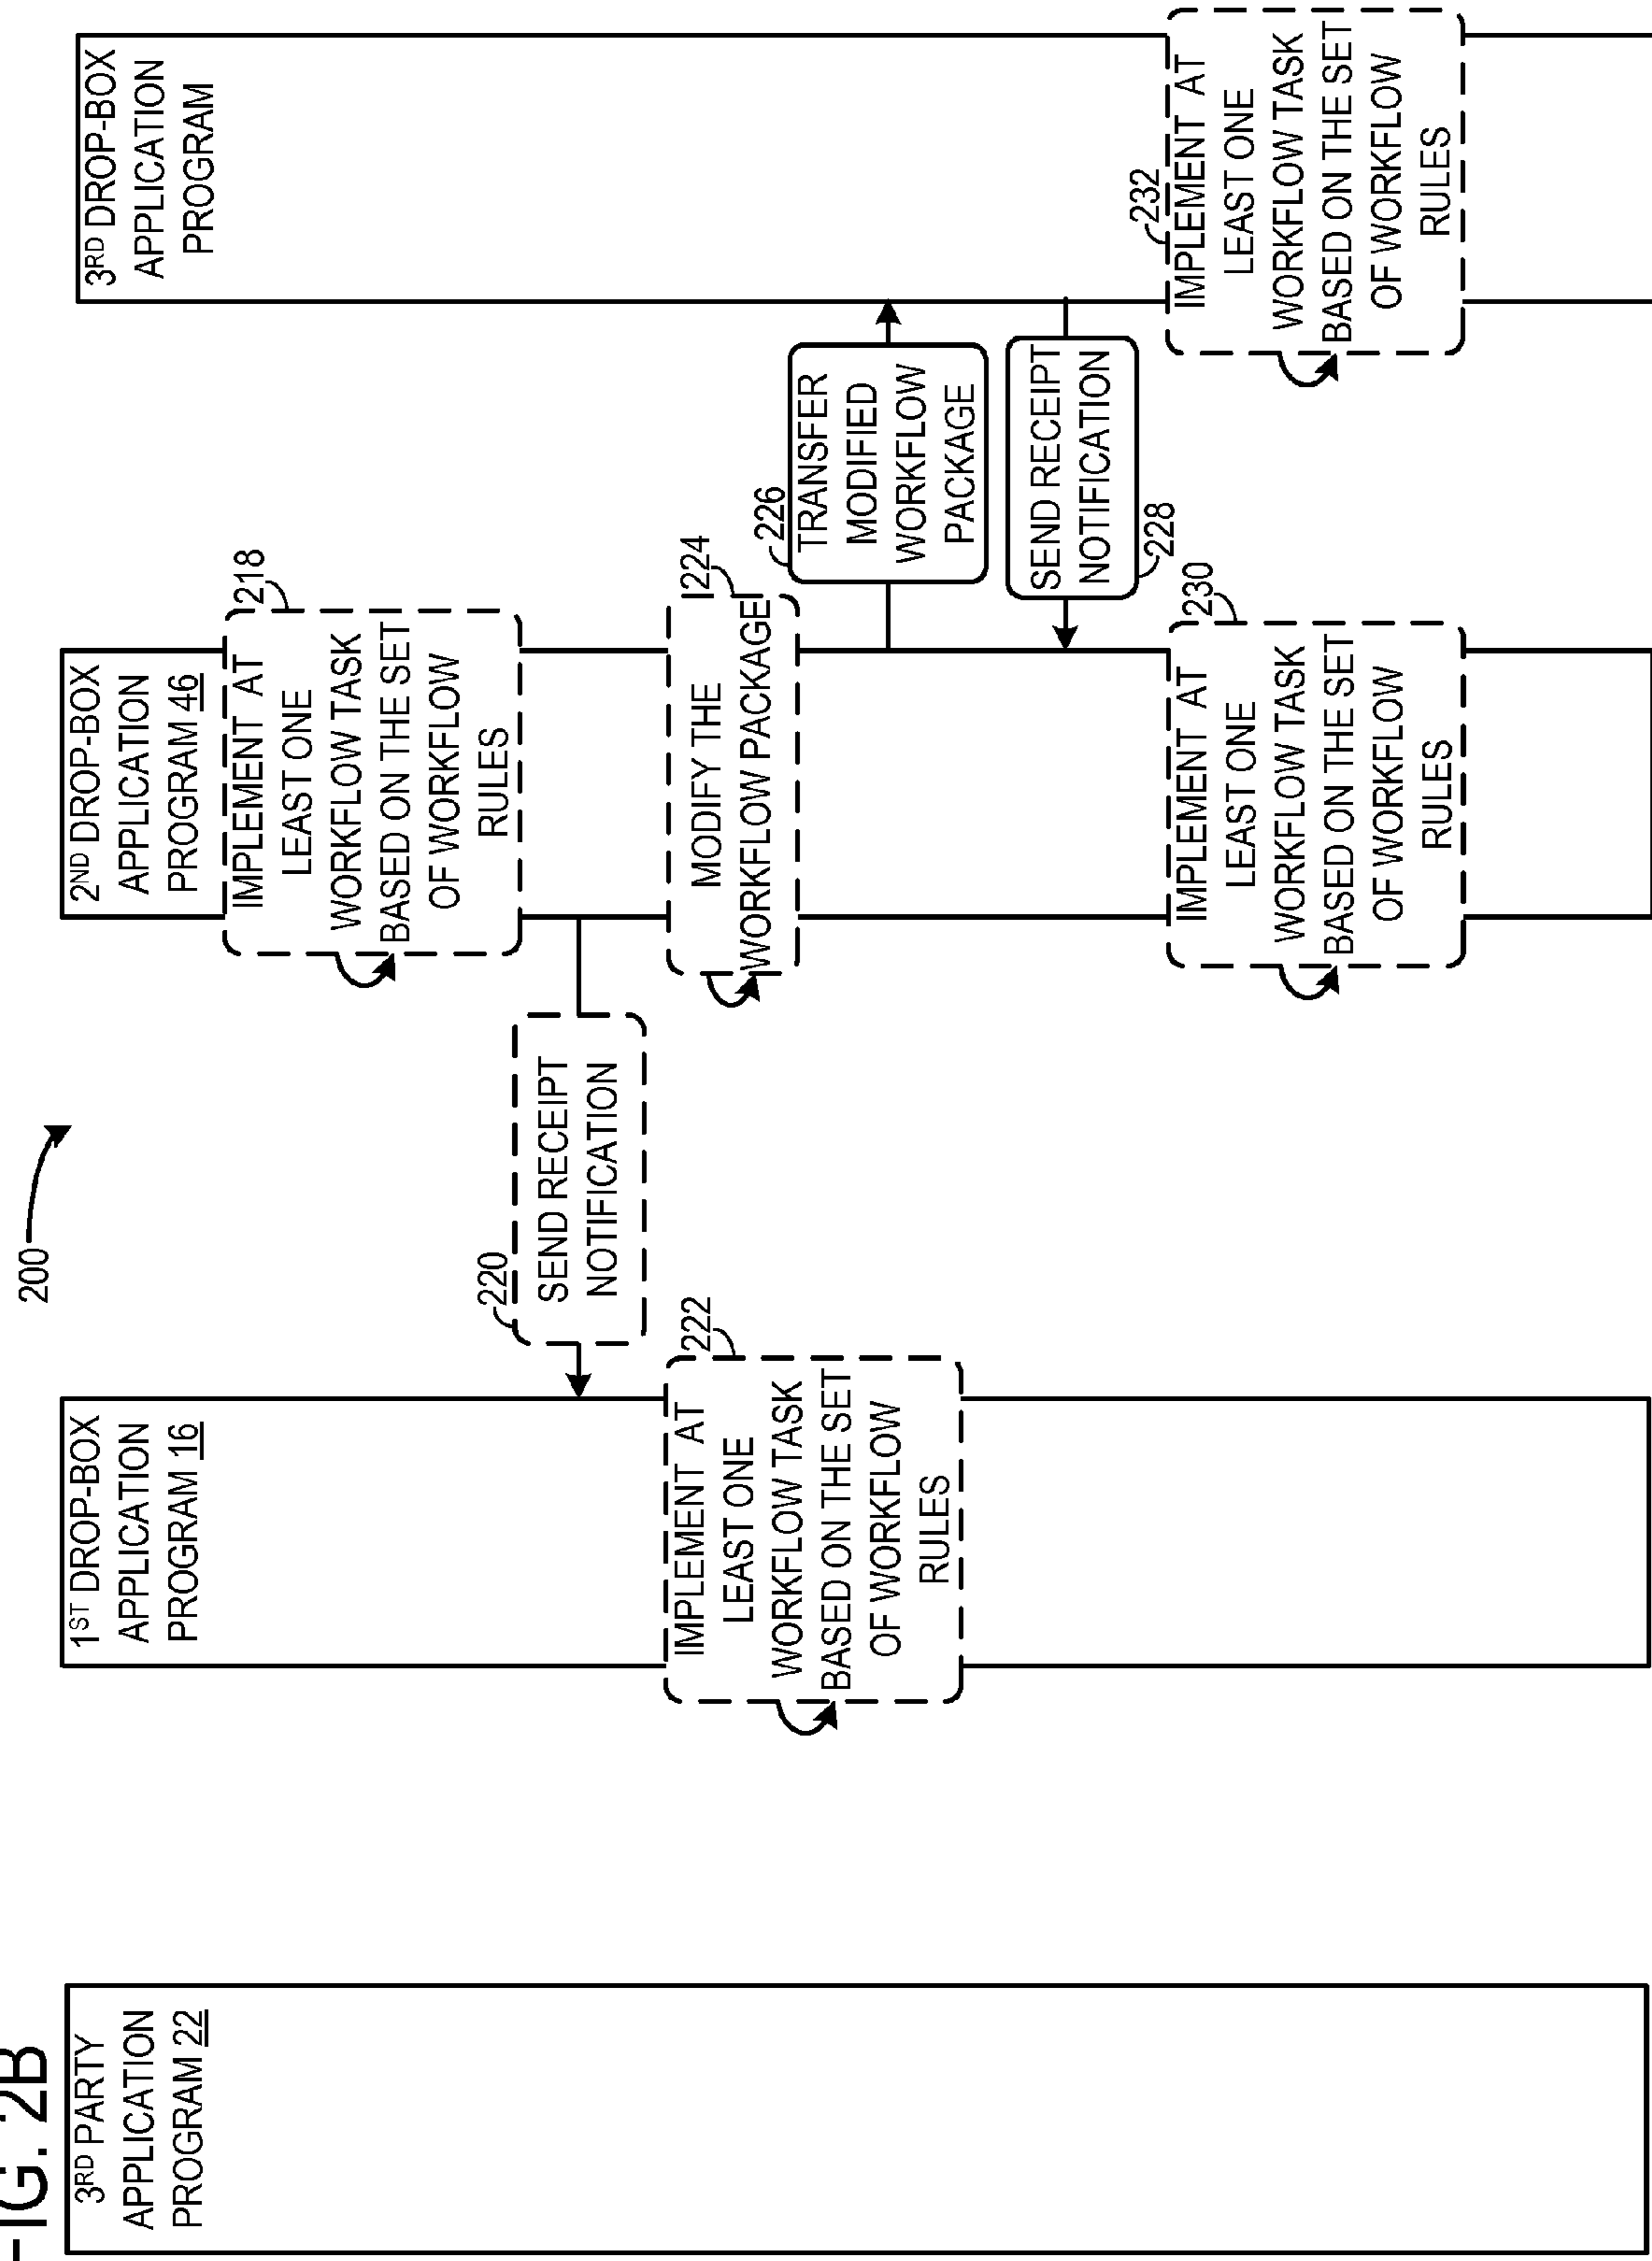 FIG. 2B
200
3RD PARTY
APPLICATION
PROGRAM 22
1ST DROP-BOX
APPLICATION
PROGRAM 16
2ND DROP-BOX
APPLICATION
PROGRAM 46
3RD DROP-BOX
APPLICATION
PROGRAM
218
IMPLEMENT AT
LEAST ONE
WORKFLOW TASK
BASED ON THE SET
OF WORKFLOW
RULES
220
SEND RECEIPT
NOTIFICATION
222
IMPLEMENT AT
LEAST ONE
WORKFLOW TASK
BASED ON THE SET
OF WORKFLOW
RULES
224
MODIFY THE
WORKFLOW PACKAGE
226
TRANSFER
MODIFIED
WORKFLOW
PACKAGE
SEND RECEIPT
NOTIFICATION
228
230
IMPLEMENT AT
LEAST ONE
WORKFLOW TASK
BASED ON THE SET
OF WORKFLOW
RULES
232
IMPLEMENT AT
LEAST ONE
WORKFLOW TASK
BASED ON THE SET
OF WORKFLOW
RULES